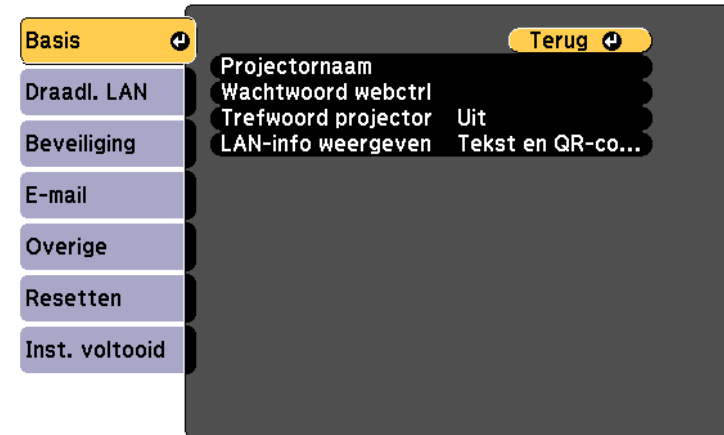 Basis
Draadl. LAN
Beveiliging
E-mail
Overige
Resetten
Inst. voltooid
Terug
Projectornaam
Wachtwoord webctrl
Trefwoord projector Uit
LAN-info weergeven Tekst en QR-co...